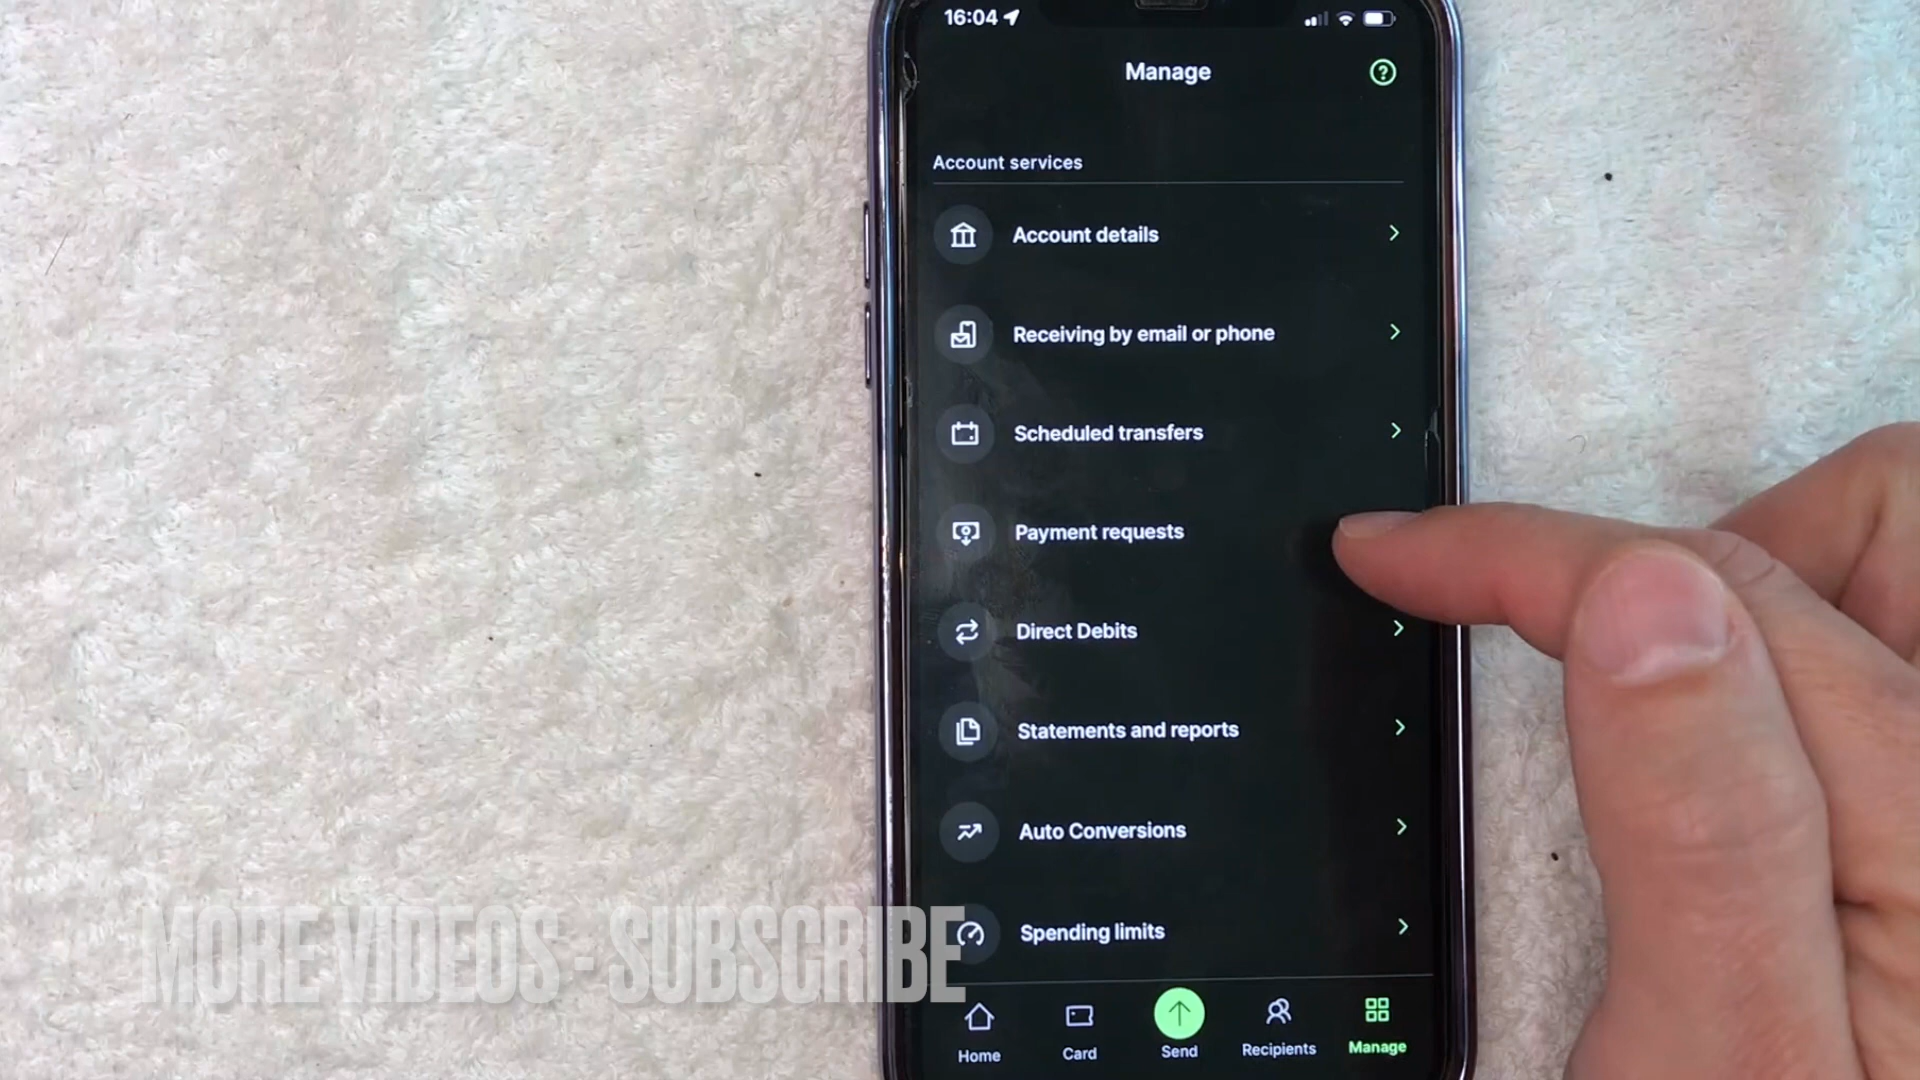 16:04
Manage
Account services
Account details
Receiving by email or phone
Scheduled transfers
Payment requests
Direct Debits
Statements and reports
Auto Conversions
Spending limits
MORE VIDEOS - SUBSCRIBE
Home
Card
Send
Recipients
Manage